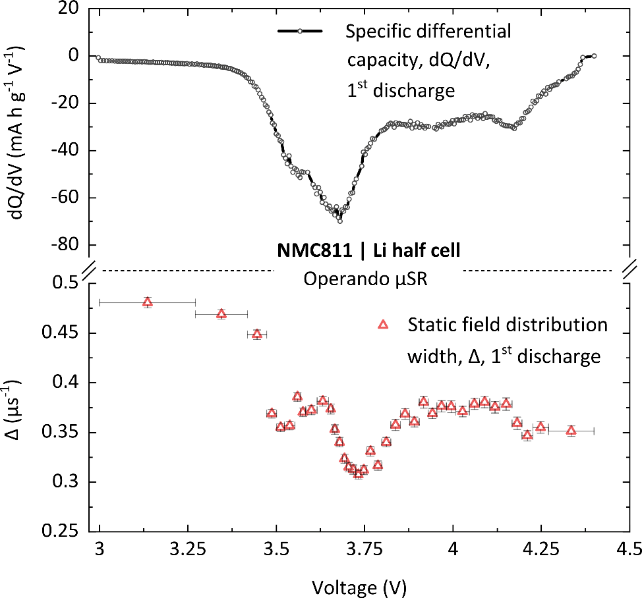 0
-20
-40
-60
-80
dQ/dV (mA h g⁻¹ V⁻¹)
Specific differential
capacity, dQ/dV,
1ˢᵗ discharge
NMC811 | Li half cell
Operando µSR
0.5
0.45
0.4
0.35
0.3
0.25
Δ (µs⁻¹)
Static field distribution
width, Δ, 1ˢᵗ discharge
3 3.25 3.5 3.75 4 4.25 4.5
Voltage (V)